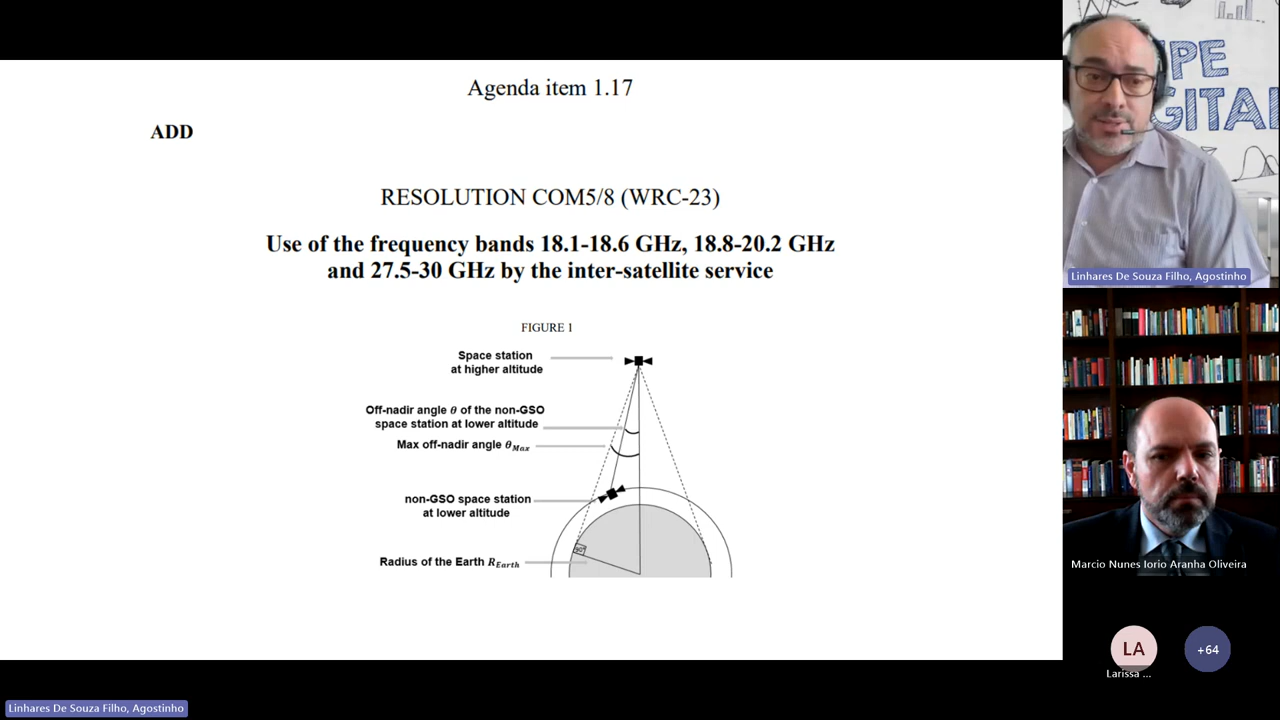 Agenda item 1.17
ADD
RESOLUTION COM5/8 (WRC-23)
Use of the frequency bands 18.1-18.6 GHz, 18.8-20.2 GHz
and 27.5-30 GHz by the inter-satellite service
FIGURE 1
Space station
at higher altitude
Off-nadir angle θ of the non-GSO
space station at lower altitude
Max off-nadir angle θMax
non-GSO space station
at lower altitude
90°
Radius of the Earth REarth
IPE
GITAL
Linhares De Souza Filho, Agostinho
Marcio Nunes Iorio Aranha Oliveira
LA
+64
Larissa ...
Linhares De Souza Filho, Agostinho